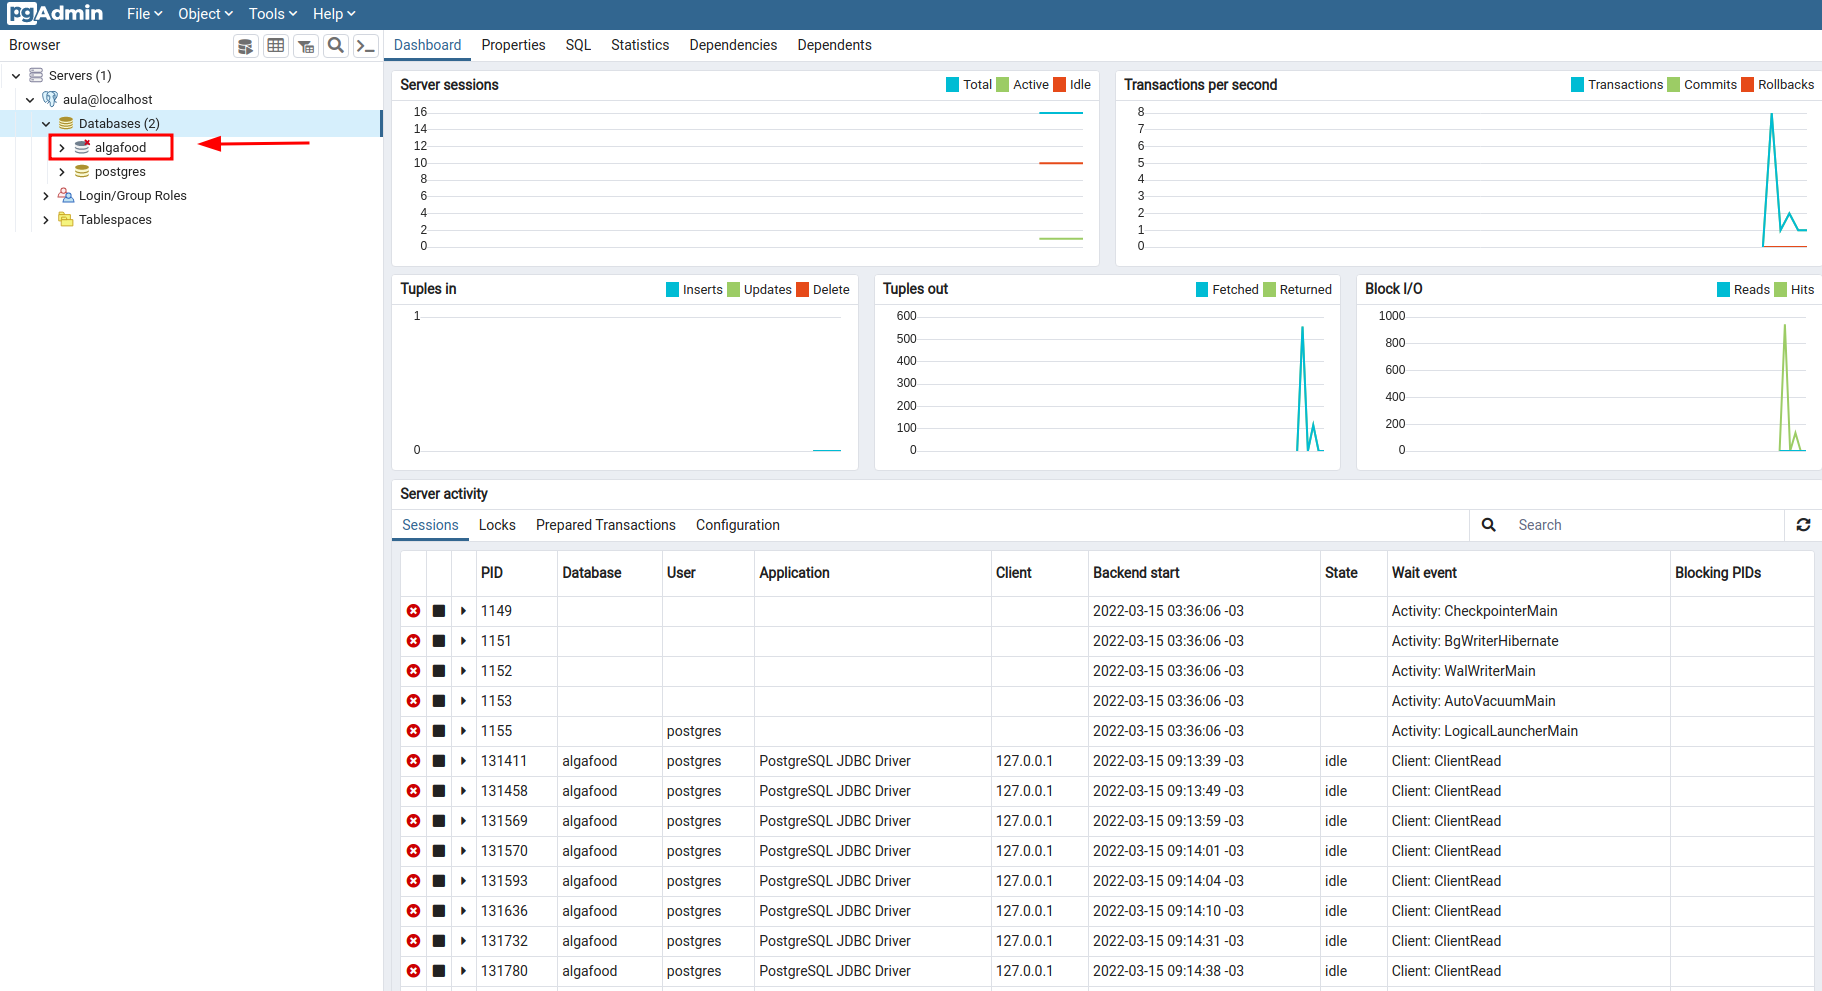 pgAdmin File Object Tools Help
Browser
Dashboard Properties SQL Statistics Dependencies Dependents
Servers (1)
aula@localhost
Databases (2)
algafood
postgres
Login/Group Roles
Tablespaces
Server sessions Total Active Idle
16
14
12
10
8
6
4
2
0
Transactions per second Transactions Commits Rollbacks
8
7
6
5
4
3
2
1
0
Tuples in Inserts Updates Delete
1
0
Tuples out Fetched Returned
600
500
400
300
200
100
0
Block I/O Reads Hits
1000
800
600
400
200
0
Server activity
Sessions Locks Prepared Transactions Configuration Search
PID Database User Application Client Backend start State Wait event Blocking PIDs
1149 2022-03-15 03:36:06 -03 Activity: CheckpointerMain
1151 2022-03-15 03:36:06 -03 Activity: BgWriterHibernate
1152 2022-03-15 03:36:06 -03 Activity: WalWriterMain
1153 2022-03-15 03:36:06 -03 Activity: AutoVacuumMain
1155 postgres 2022-03-15 03:36:06 -03 Activity: LogicalLauncherMain
131411 algafood postgres PostgreSQL JDBC Driver 127.0.0.1 2022-03-15 09:13:39 -03 idle Client: ClientRead
131458 algafood postgres PostgreSQL JDBC Driver 127.0.0.1 2022-03-15 09:13:49 -03 idle Client: ClientRead
131569 algafood postgres PostgreSQL JDBC Driver 127.0.0.1 2022-03-15 09:13:59 -03 idle Client: ClientRead
131570 algafood postgres PostgreSQL JDBC Driver 127.0.0.1 2022-03-15 09:14:01 -03 idle Client: ClientRead
131593 algafood postgres PostgreSQL JDBC Driver 127.0.0.1 2022-03-15 09:14:04 -03 idle Client: ClientRead
131636 algafood postgres PostgreSQL JDBC Driver 127.0.0.1 2022-03-15 09:14:10 -03 idle Client: ClientRead
131732 algafood postgres PostgreSQL JDBC Driver 127.0.0.1 2022-03-15 09:14:31 -03 idle Client: ClientRead
131780 algafood postgres PostgreSQL JDBC Driver 127.0.0.1 2022-03-15 09:14:38 -03 idle Client: ClientRead